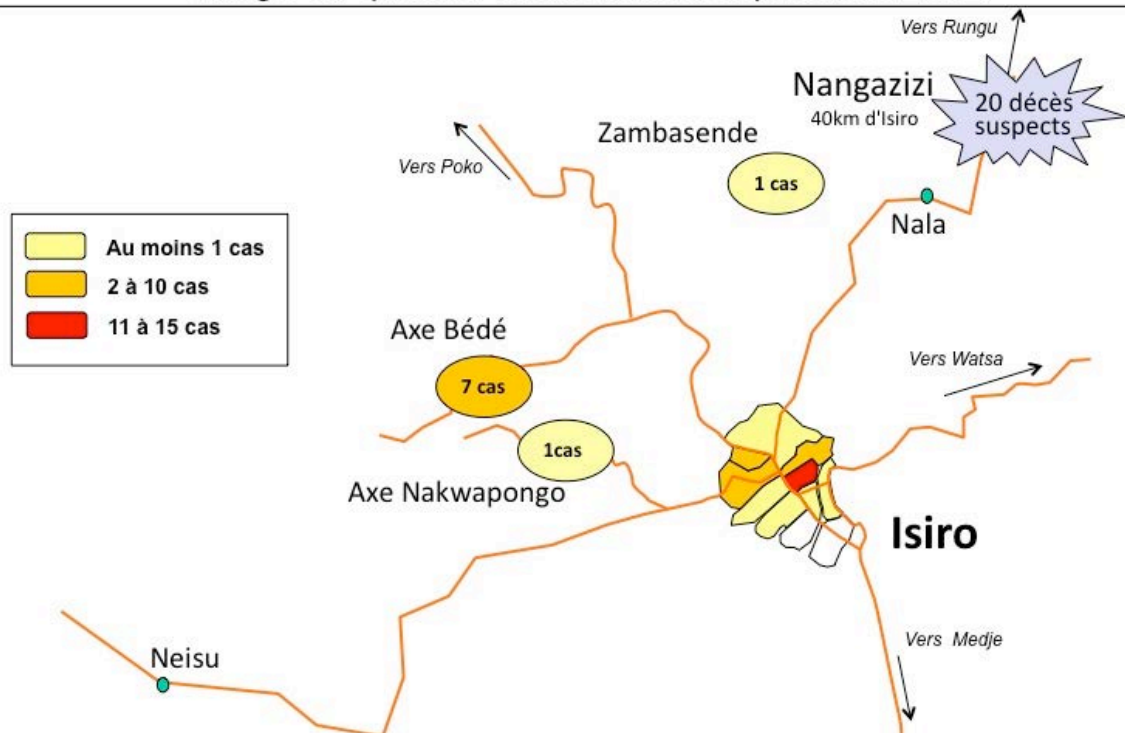 Vers Rungu
Nangazizi
40km d'Isiro
20 décès
suspects
Zambasende
1 cas
Vers Poko
Nala
Au moins 1 cas
2 à 10 cas
11 à 15 cas
Axe Bédé
7 cas
Vers Watsa
1cas
Axe Nakwapongo
Isiro
Vers Medje
Neisu